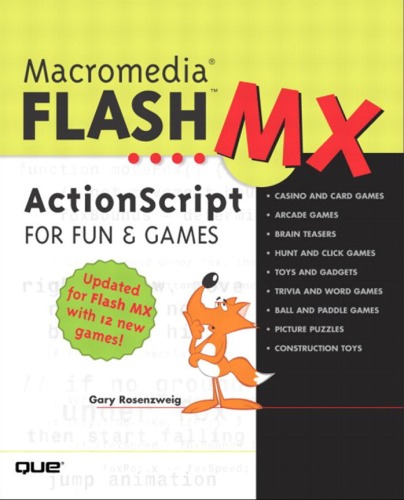 Macromedia®
FLASH™ MX
ActionScript
FOR FUN & GAMES
• CASINO AND CARD GAMES
• ARCADE GAMES
• BRAIN TEASERS
• HUNT AND CLICK GAMES
• TOYS AND GADGETS
• TRIVIA AND WORD GAMES
• BALL AND PADDLE GAMES
• PICTURE PUZZLES
• CONSTRUCTION TOYS
Updated
for Flash MX
with 12 new
games!
Gary Rosenzweig
// if no ground
under fox
then start falling
jump animation
que®